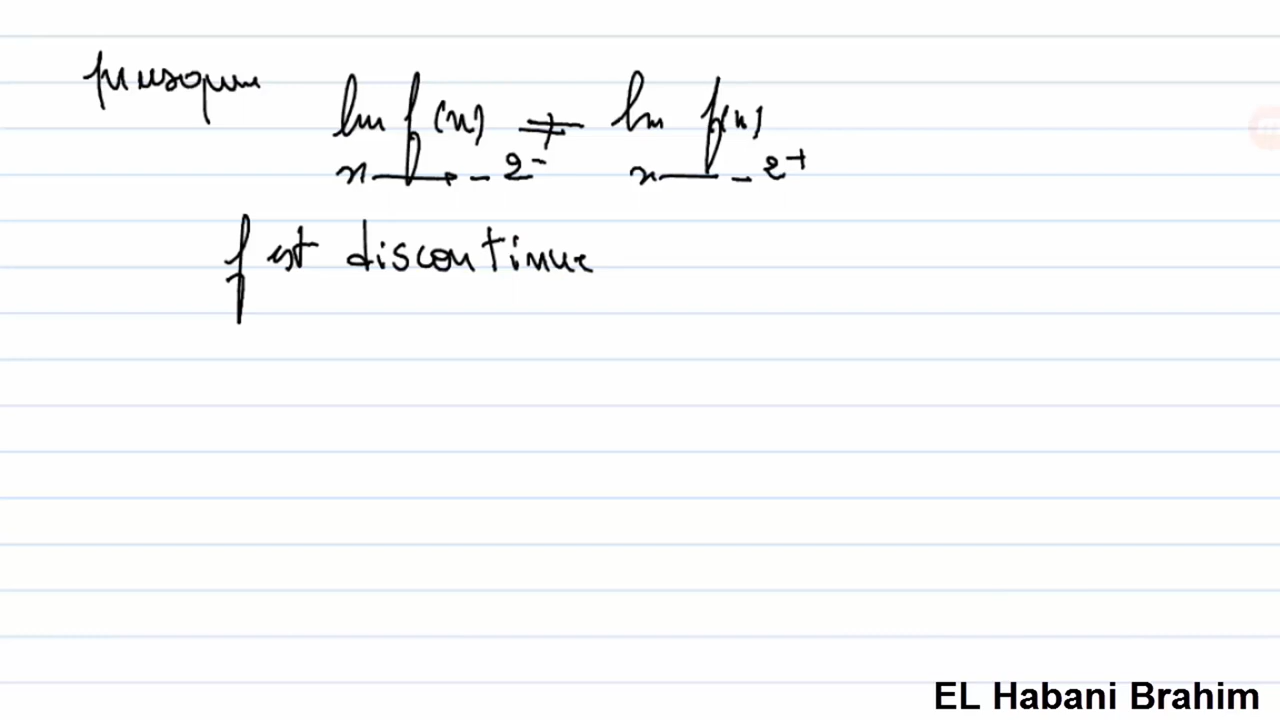 puisque lim f(x) ≠ lim f(x)
x → -2⁻ x → -2⁺
f est discontinue
EL Habani Brahim